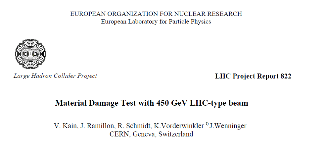 EUROPEAN ORGANIZATION FOR NUCLEAR RESEARCH
European Laboratory for Particle Physics
Large Hadron Collider Project
LHC Project Report 822
Material Damage Test with 450 GeV LHC-type beam
V. Kain, J. Ramillon, R. Schmidt, K.Vorderwinkler J.Wenninger
CERN, Geneva, Switzerland